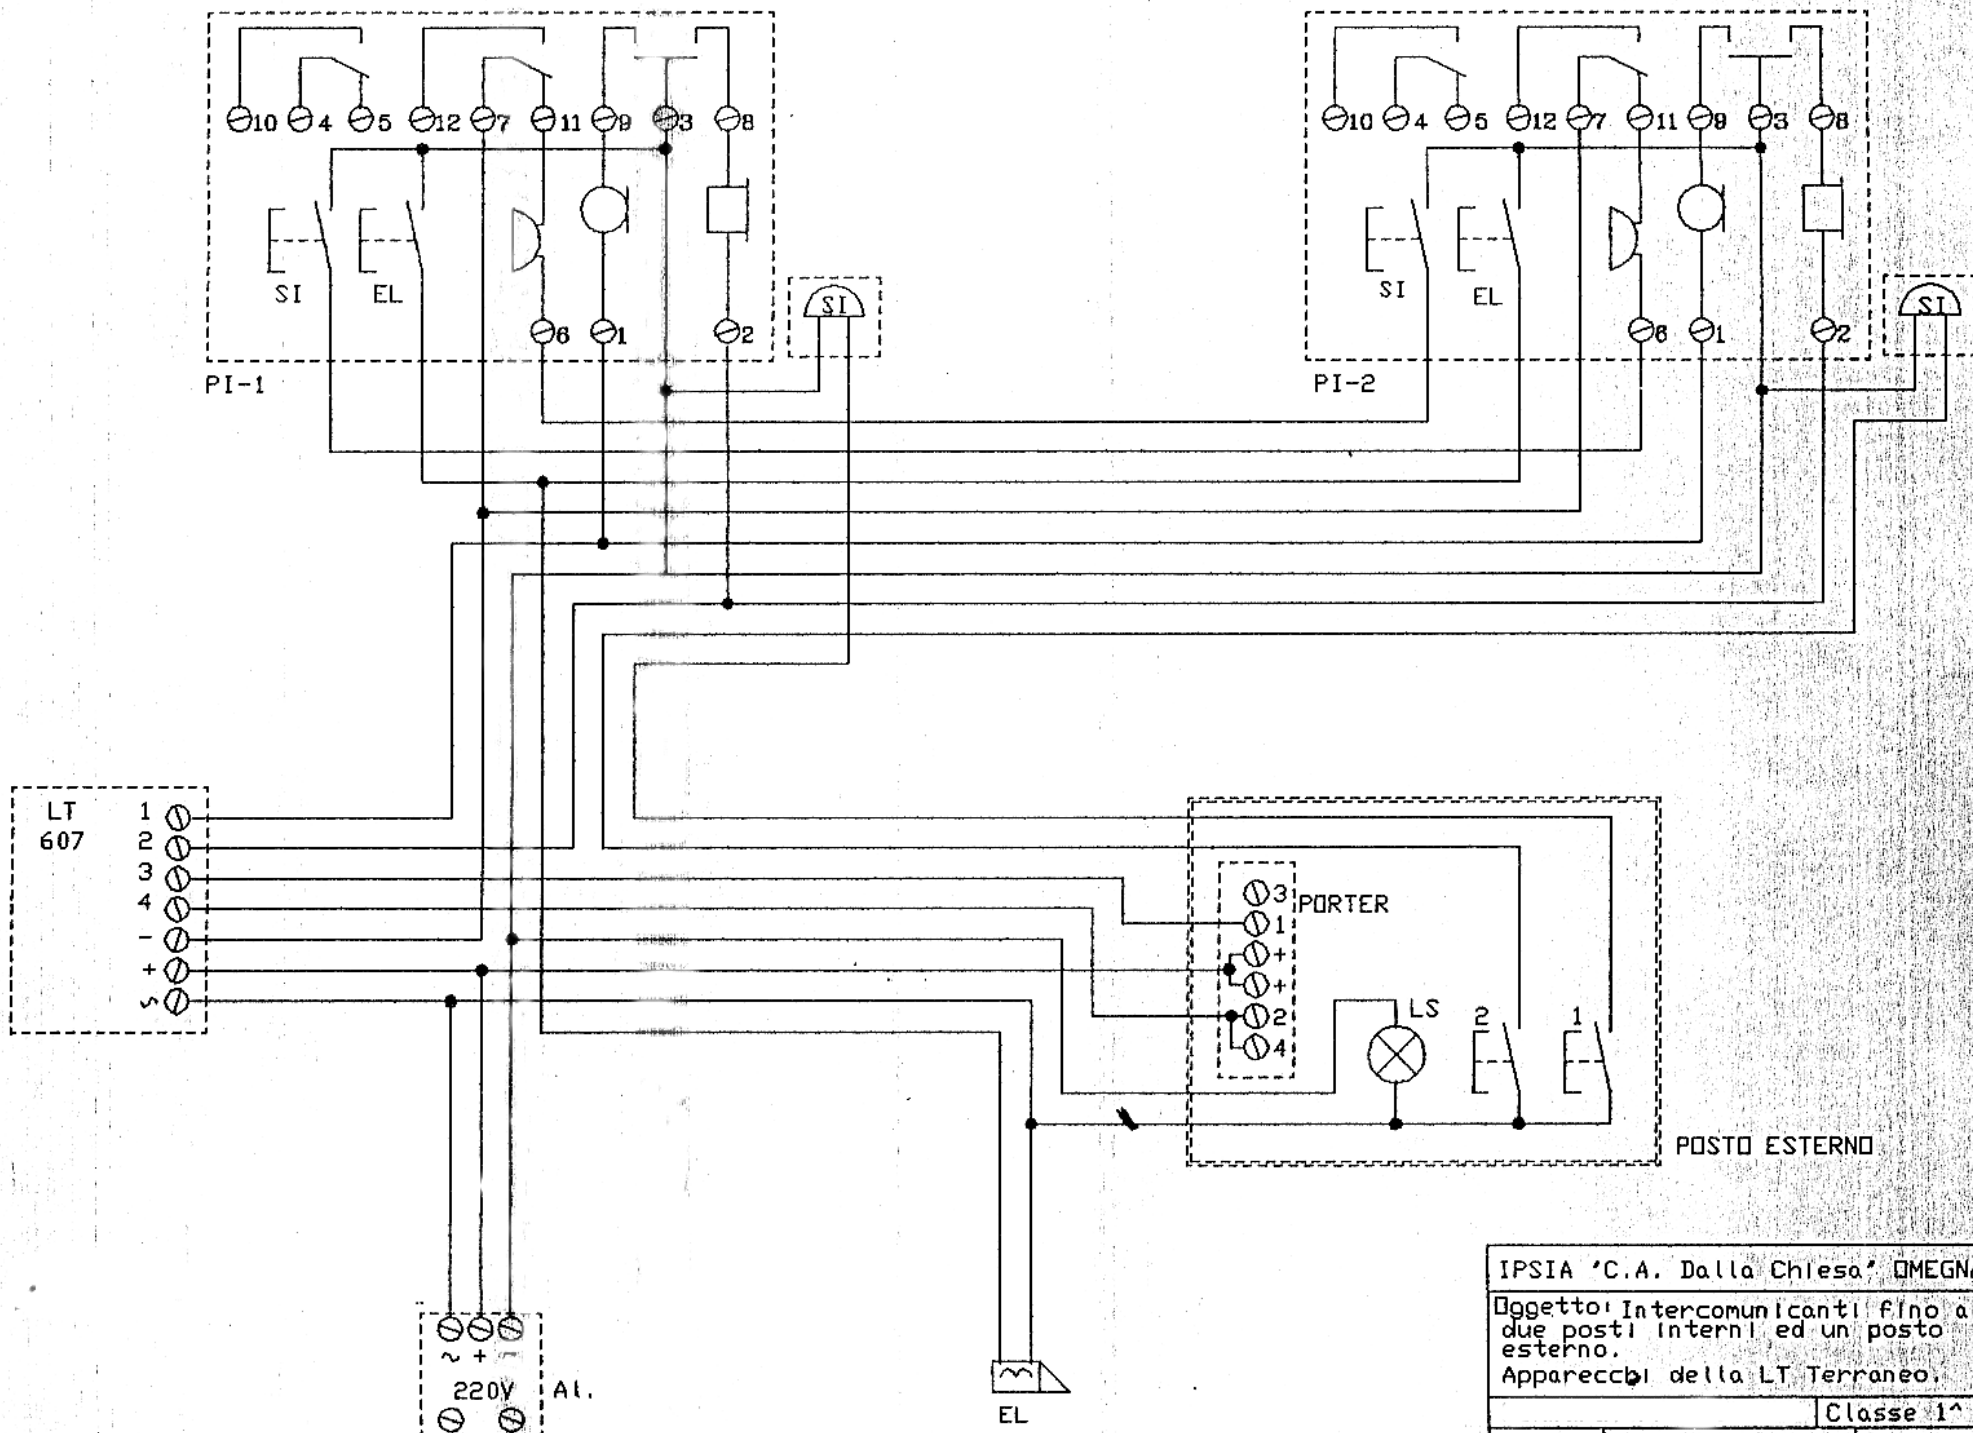 10 4 5 12 7 11 9 3 8
10 4 5 12 7 11 9 3 8
SI EL
SI
6 1 2
PI-1
SI EL
SI
6 1 2
PI-2
LT
607
1
2
3
4
-
+
~
3 PORTER
1
+
+
2
4
LS
2 1
POSTO ESTERNO
~ + -
220V Al.
EL
IPSIA "C.A. Dalla Chiesa" OMEGNA
Oggetto: Intercomunicanti fino a
due posti interni ed un posto
esterno.
Apparecchi della LT Terraneo.
Classe 1^